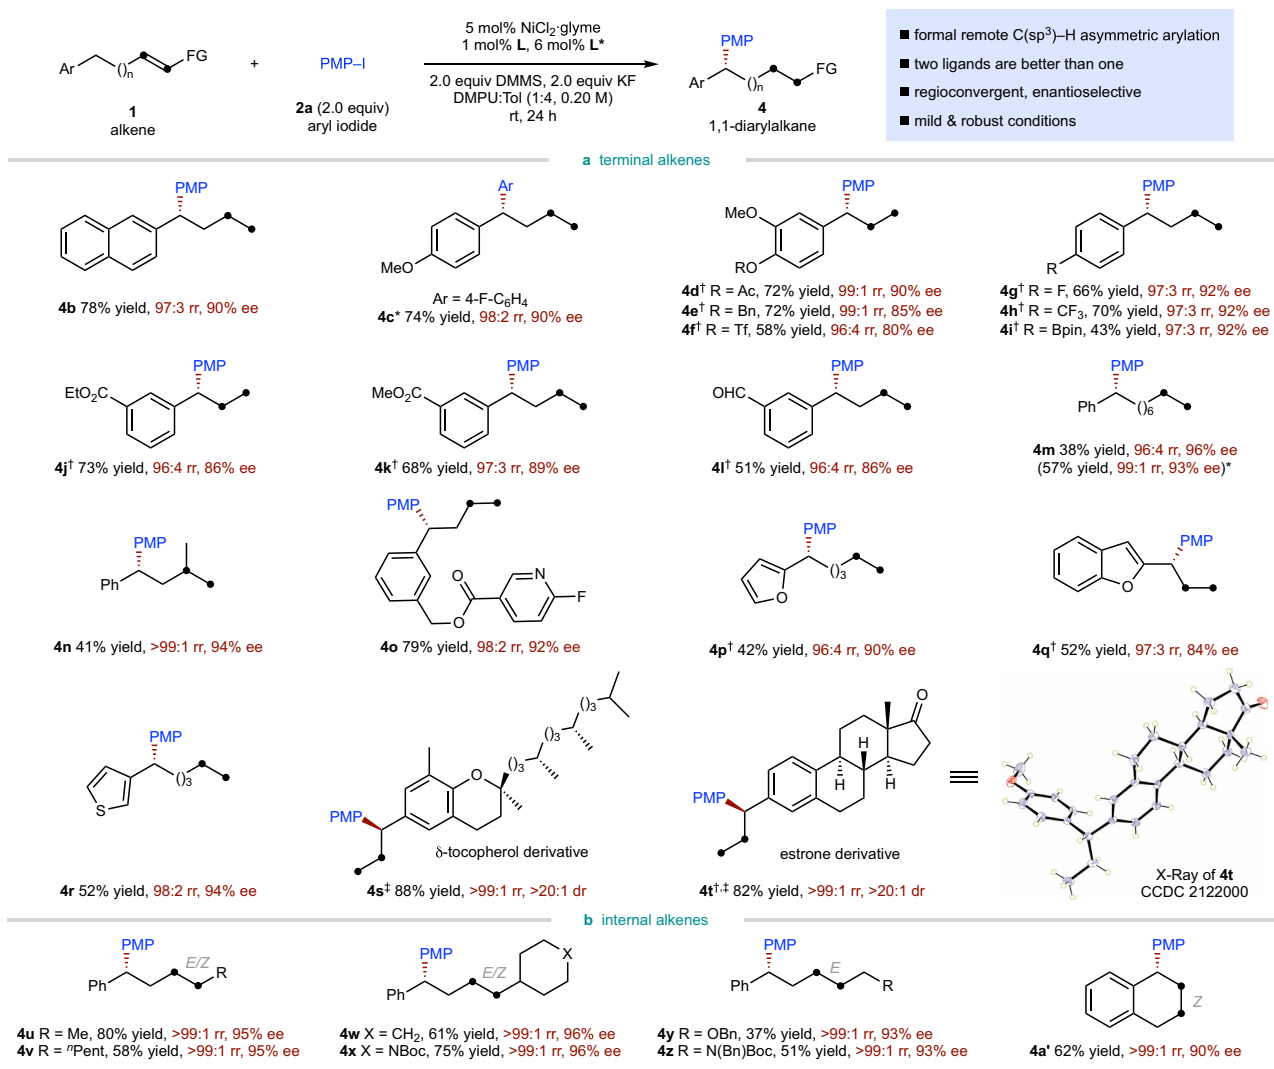 5 mol% NiCl2·glyme
1 mol% L, 6 mol% L*
2.0 equiv DMMS, 2.0 equiv KF
DMPU:Tol (1:4, 0.20 M)
rt, 24 h
Ar ()n FG
+
PMP–I
PMP
Ar ()n FG
1
alkene
2a (2.0 equiv)
aryl iodide
4
1,1-diarylalkane
■ formal remote C(sp3)–H asymmetric arylation
■ two ligands are better than one
■ regioconvergent, enantioselective
■ mild & robust conditions
a terminal alkenes
PMP
4b 78% yield, 97:3 rr, 90% ee
Ar
MeO
Ar = 4-F-C6H4
4c* 74% yield, 98:2 rr, 90% ee
PMP
MeO
RO
4d† R = Ac, 72% yield, 99:1 rr, 90% ee
4e† R = Bn, 72% yield, 99:1 rr, 85% ee
4f† R = Tf, 58% yield, 96:4 rr, 80% ee
PMP
R
4g† R = F, 66% yield, 97:3 rr, 92% ee
4h† R = CF3, 70% yield, 97:3 rr, 92% ee
4i† R = Bpin, 43% yield, 97:3 rr, 92% ee
PMP
EtO2C
4j† 73% yield, 96:4 rr, 86% ee
PMP
MeO2C
4k† 68% yield, 97:3 rr, 89% ee
PMP
OHC
4l† 51% yield, 96:4 rr, 86% ee
PMP
Ph ()6
4m 38% yield, 96:4 rr, 96% ee
(57% yield, 99:1 rr, 93% ee)*
PMP
Ph
4n 41% yield, >99:1 rr, 94% ee
PMP
O
O
N
F
4o 79% yield, 98:2 rr, 92% ee
PMP
()3
O
4p† 42% yield, 96:4 rr, 90% ee
PMP
O
4q† 52% yield, 97:3 rr, 84% ee
PMP
()3
S
4r 52% yield, 98:2 rr, 94% ee
()3
()3
()3
O
PMP
δ-tocopherol derivative
4s‡ 88% yield, >99:1 rr, >20:1 dr
O
H
H
H
PMP
estrone derivative
4t†,‡ 82% yield, >99:1 rr, >20:1 dr
X-Ray of 4t
CCDC 2122000
b internal alkenes
PMP
E/Z
Ph R
4u R = Me, 80% yield, >99:1 rr, 95% ee
4v R = nPent, 58% yield, >99:1 rr, 95% ee
PMP
X
E/Z
Ph
4w X = CH2, 61% yield, >99:1 rr, 96% ee
4x X = NBoc, 75% yield, >99:1 rr, 96% ee
PMP
E
Ph R
4y R = OBn, 37% yield, >99:1 rr, 93% ee
4z R = N(Bn)Boc, 51% yield, >99:1 rr, 93% ee
PMP
Z
4a' 62% yield, >99:1 rr, 90% ee